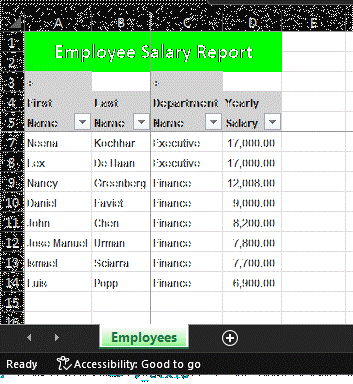 A B C D E F
1
2 Employee Salary Report
3
4 First Last Department Yearly
5 Name Name Name Salary
7 Neena Kochhar Executive 17,000.00
8 Lex De Haan Executive 17,000.00
9 Nancy Greenberg Finance 12,008.00
10 Daniel Faviet Finance 9,000.00
11 John Chen Finance 8,200.00
12 Jose Manuel Urman Finance 7,800.00
13 Ismael Sciarra Finance 7,700.00
14 Luis Popp Finance 6,900.00
15
Employees
Ready Accessibility: Good to go